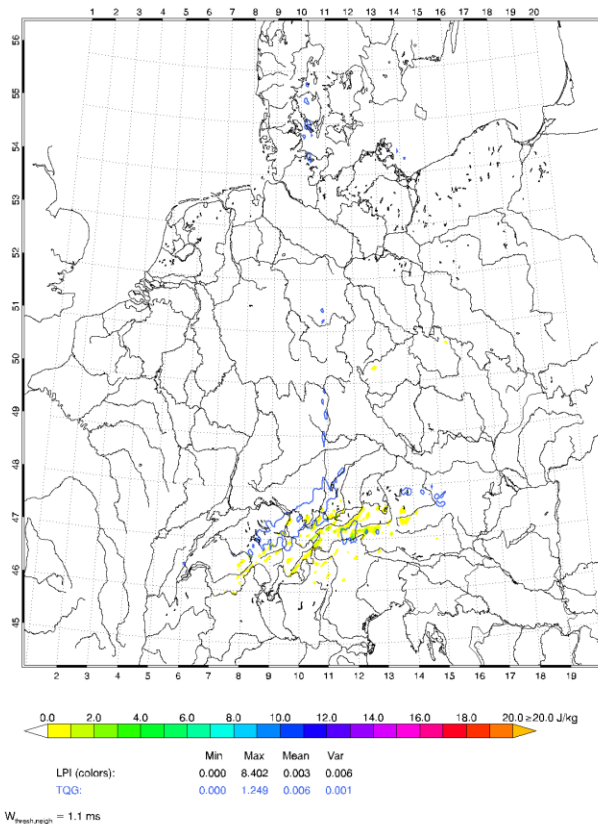 1 2 3 4 5 6 7 8 9 10 11 12 13 14 15 16 17 18 19 20
56
55
54
53
52
51
50
49
48
47
46
45
2 3 4 5 6 7 8 9 10 11 12 13 14 15 16 17 18 19
0.0 2.0 4.0 6.0 8.0 10.0 12.0 14.0 16.0 18.0 20.0 ≥20.0 J/kg
Min Max Mean Var
LPI (colors): 0.000 8.402 0.003 0.006
TQG: 0.000 1.249 0.006 0.001
Wthresh,neigh = 1.1 ms